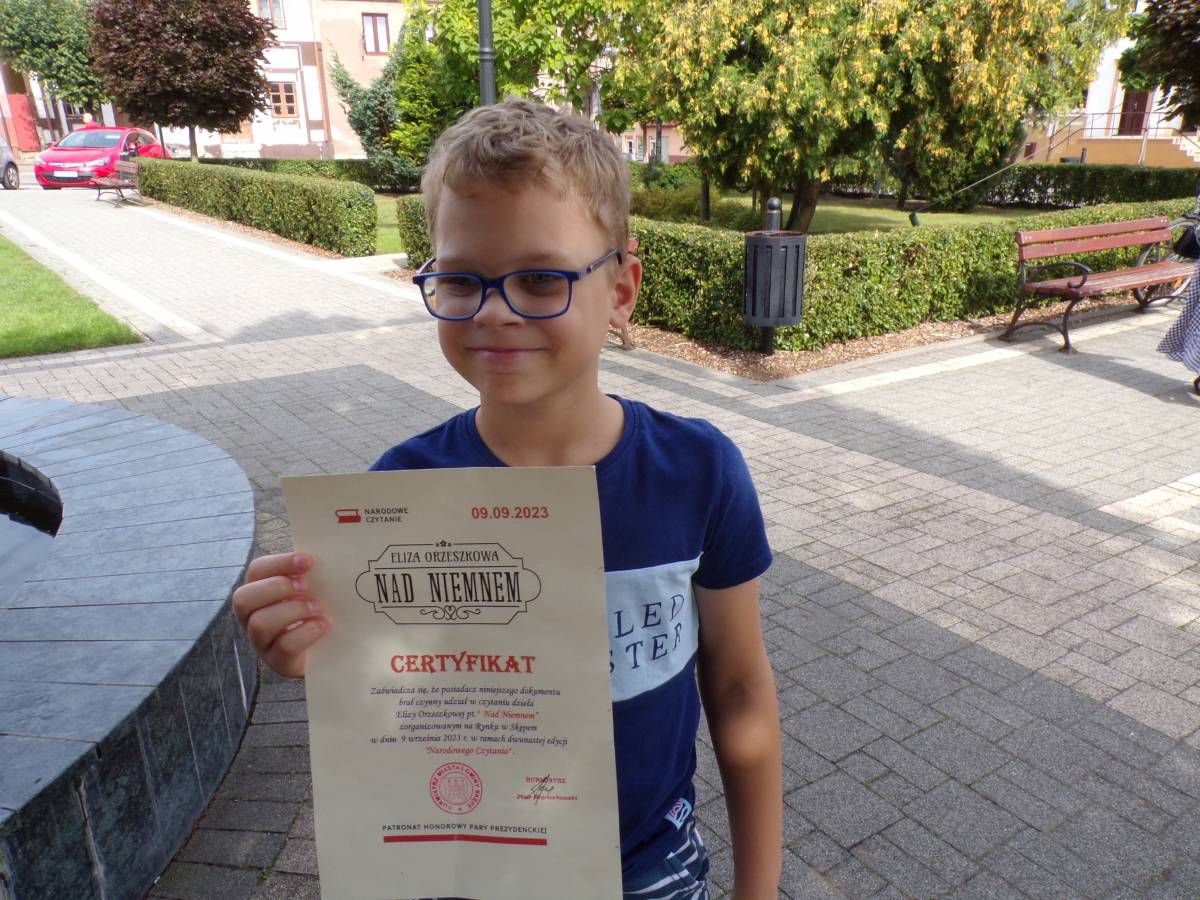 NARODOWE
CZYTANIE
09.09.2023
ELIZA ORZESZKOWA
NAD NIEMNEM
CERTYFIKAT
Zaświadcza się, że posiadacz niniejszego dokumentu
brał czynny udział w czytaniu dzieła
Elizy Orzeszkowej pt." Nad Niemnem"
zorganizowanym na Rynku w Skępem
w dniu 9 września 2023 r. w ramach dwunastej edycji
"Narodowego Czytania" .
BURMISTRZ
Piotr Wojciechowski
PATRONAT HONOROWY PARY PREZYDENCKIEJ
LED
STER